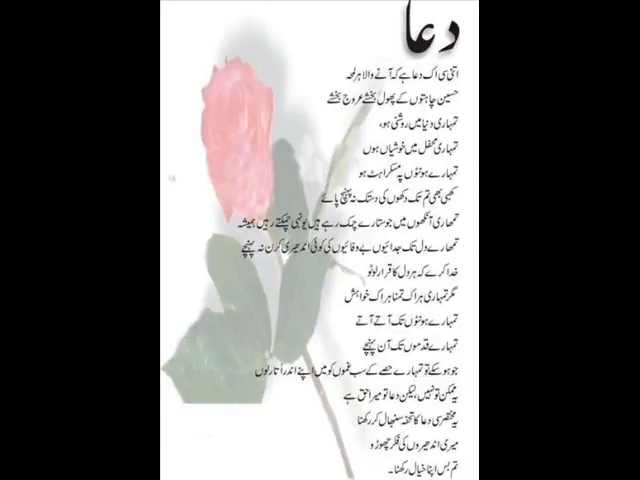 دعا
اتنی سی اک دعا ہے کہ آنے والا ہر لمحہ
حسین چاہتوں کے پھول بخشے عروج بخشے
تمہاری دنیا میں روشنی ہو،
تمہاری محفل میں خوشیاں ہوں
تمہارے ہونٹوں پہ مسکراہٹ ہو
کبھی بھی تم تک دکھوں کی دستک نہ پہنچ پائے
تمہاری آنکھوں میں جو ستارے چمک رہے ہیں یونہی چمکتے رہیں ہمیشہ
تمہارے دل تک جدائیوں بے وفائیوں کی کوئی اندھیری کرن نہ پہنچے
خدا کرے کہ ہر دل کا قرار لوٹو
مگر تمہاری ہر اک تمنا ہر اک خواہش
تمہارے ہونٹوں تک آتے آتے
تمہارے قدموں تک آن پہنچے
جو ہو سکے تو تمہارے حصے کے سب غموں کو میں اپنے اندر اُتار لوں
یہ ممکن تو نہیں، لیکن دعا تو میرا حق ہے
یہ مختصر سی دعا کا تحفہ سنبھال کر رکھنا
میری اندھیروں کی فکر چھوڑو
تم بس اپنا خیال رکھنا۔